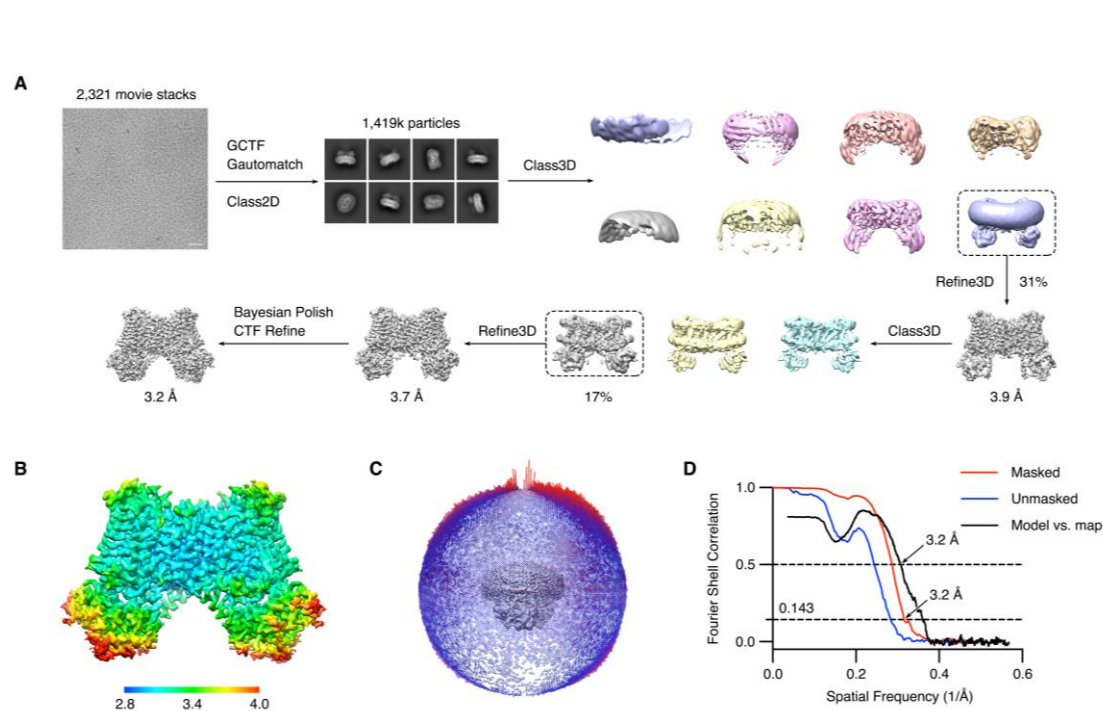 A
2,321 movie stacks
GCTF
Gautomatch
Class2D
1,419k particles
Class3D
Refine3D
31%
Class3D
3.9 Å
17%
Refine3D
3.7 Å
Bayesian Polish
CTF Refine
3.2 Å
B
2.8
3.4
4.0
C
D
Masked
Unmasked
Model vs. map
Fourier Shell Correlation
1.0
0.5
0.0
0.143
3.2 Å
3.2 Å
0.0
0.2
0.4
0.6
Spatial Frequency (1/Å)